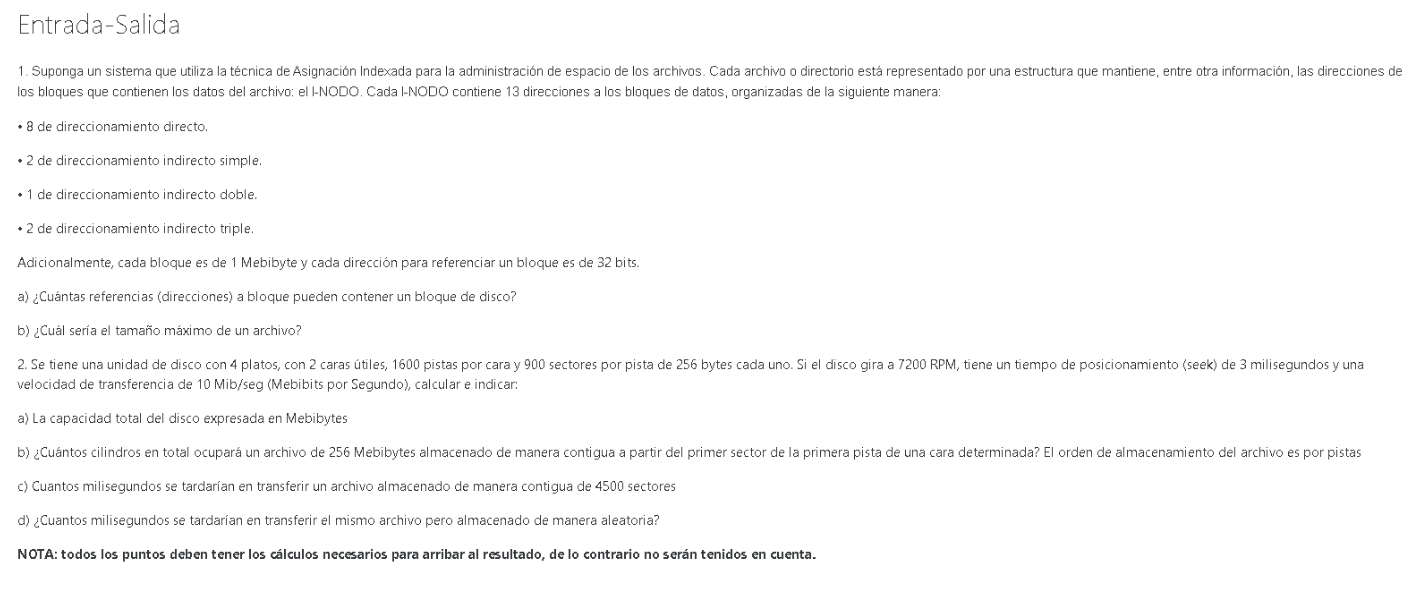 Entrada-Salida
1. Suponga un sistema que utiliza la técnica de Asignación Indexada para la administración de espacio de los archivos. Cada archivo o directorio está representado por una estructura que mantiene, entre otra información, las direcciones de
los bloques que contienen los datos del archivo: el I-NODO. Cada I-NODO contiene 13 direcciones a los bloques de datos, organizadas de la siguiente manera:
• 8 de direccionamiento directo.
• 2 de direccionamiento indirecto simple.
• 1 de direccionamiento indirecto doble.
• 2 de direccionamiento indirecto triple.
Adicionalmente, cada bloque es de 1 Mebibyte y cada dirección para referenciar un bloque es de 32 bits.
a) ¿Cuántas referencias (direcciones) a bloque pueden contener un bloque de disco?
b) ¿Cuál sería el tamaño máximo de un archivo?
2. Se tiene una unidad de disco con 4 platos, con 2 caras útiles, 1600 pistas por cara y 900 sectores por pista de 256 bytes cada uno. Si el disco gira a 7200 RPM, tiene un tiempo de posicionamiento (seek) de 3 milisegundos y una
velocidad de transferencia de 10 Mib/seg (Mebibits por Segundo), calcular e indicar:
a) La capacidad total del disco expresada en Mebibytes
b) ¿Cuántos cilindros en total ocupará un archivo de 256 Mebibytes almacenado de manera contigua a partir del primer sector de la primera pista de una cara determinada? El orden de almacenamiento del archivo es por pistas
c) Cuantos milisegundos se tardarían en transferir un archivo almacenado de manera contigua de 4500 sectores
d) ¿Cuantos milisegundos se tardarían en transferir el mismo archivo pero almacenado de manera aleatoria?
NOTA: todos los puntos deben tener los cálculos necesarios para arribar al resultado, de lo contrario no serán tenidos en cuenta.